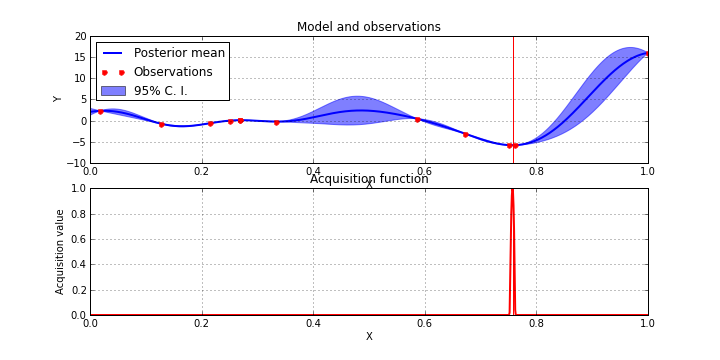 Model and observations
20
15
10
5
0
−5
−10
Y
Posterior mean
Observations
95% C. I.
0.0 0.2 0.4 0.6 0.8 1.0
X
Acquisition function
1.0
0.8
0.6
0.4
0.2
0.0
Acquisition value
0.0 0.2 0.4 0.6 0.8 1.0
X